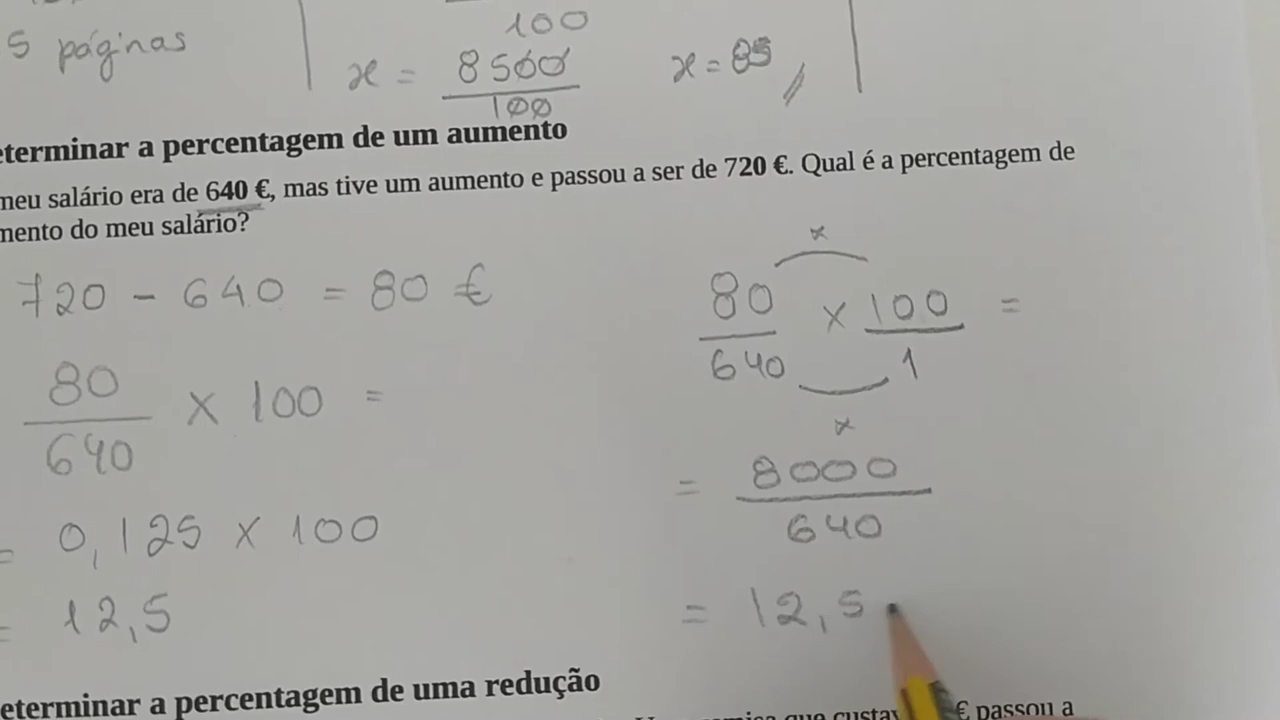 5 páginas
100
x = 8500
100
x = 85
eterminar a percentagem de um aumento
meu salário era de 640 €, mas tive um aumento e passou a ser de 720 €. Qual é a percentagem de
mento do meu salário?
720 - 640 = 80 €
80
640
x 100 =
= 0,125 x 100
= 12,5
x
80
640
x
100
1
=
x
= 8000
640
= 12,5
eterminar a percentagem de uma redução
que custav € passou a